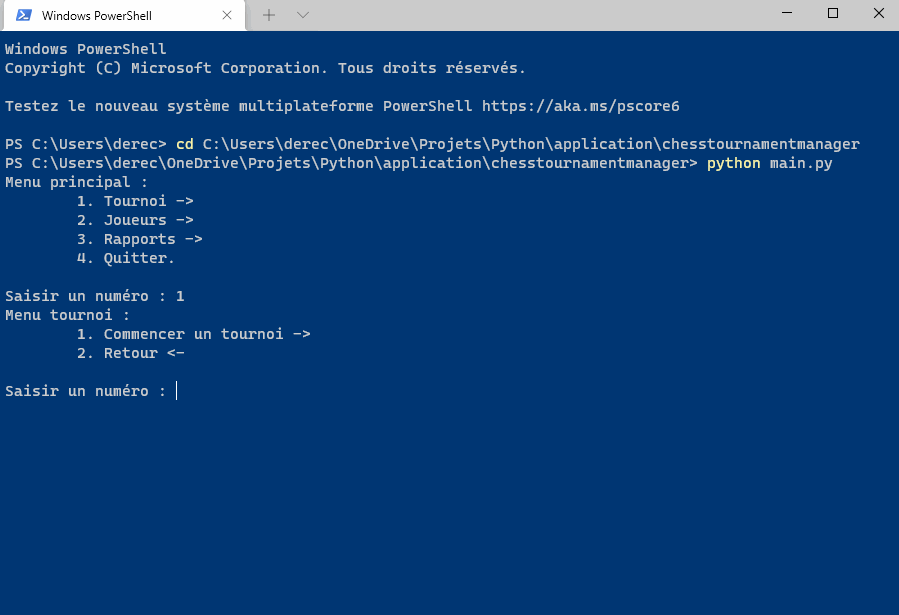 Windows PowerShell
Windows PowerShell
Copyright (C) Microsoft Corporation. Tous droits réservés.
Testez le nouveau système multiplateforme PowerShell https://aka.ms/pscore6
PS C:\Users\derec> cd C:\Users\derec\OneDrive\Projets\Python\application\chesstournamentmanager
PS C:\Users\derec\OneDrive\Projets\Python\application\chesstournamentmanager> python main.py
Menu principal :
1. Tournoi ->
2. Joueurs ->
3. Rapports ->
4. Quitter.
Saisir un numéro : 1
Menu tournoi :
1. Commencer un tournoi ->
2. Retour <-
Saisir un numéro :